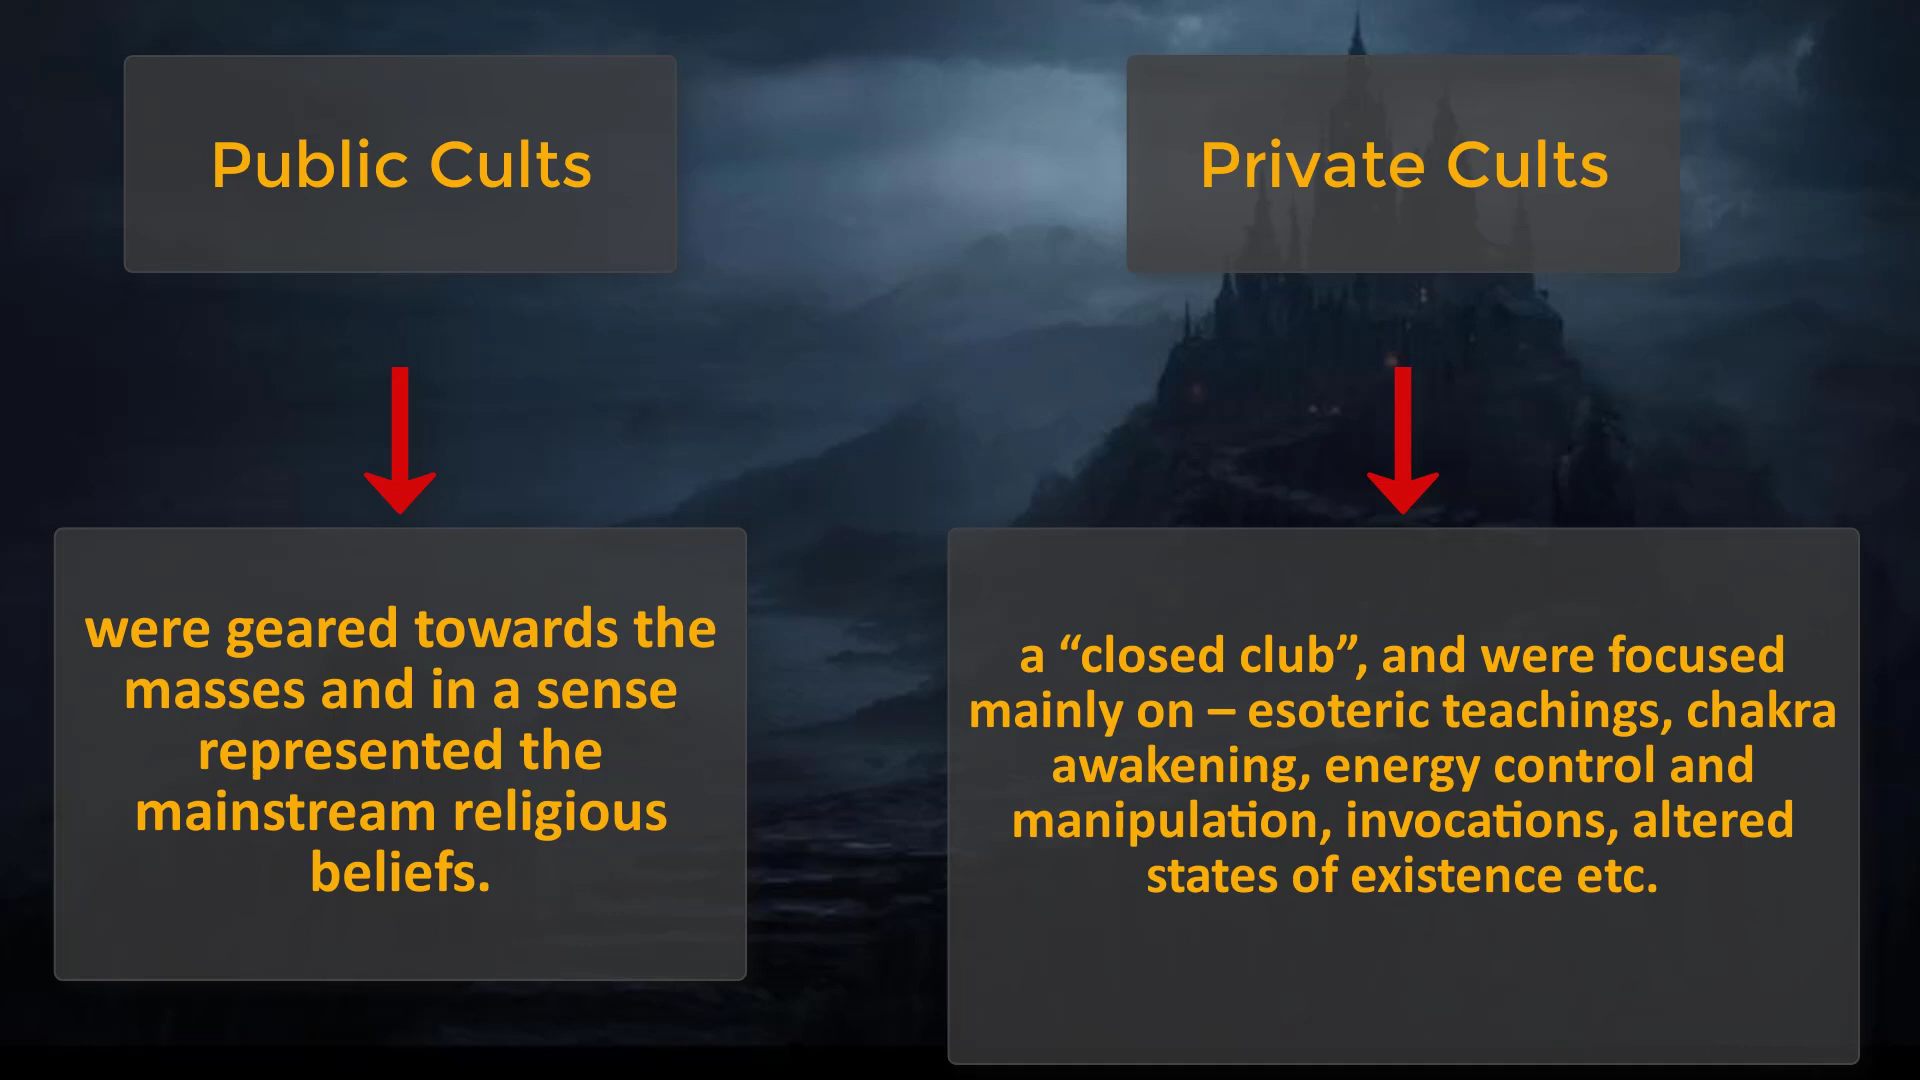 Public Cults
were geared towards the
masses and in a sense
represented the
mainstream religious
beliefs.
Private Cults
a “closed club”, and were focused
mainly on – esoteric teachings, chakra
awakening, energy control and
manipulation, invocations, altered
states of existence etc.